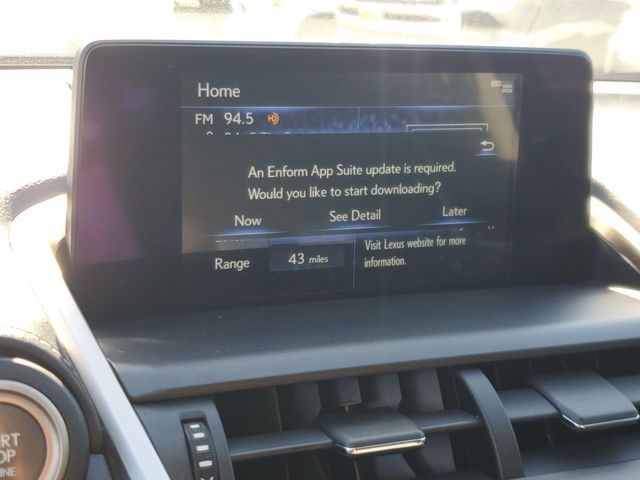 Home
FM 94.5
An Enform App Suite update is required.
Would you like to start downloading?
Now See Detail Later
Range 43 miles
Visit Lexus website for more
information.